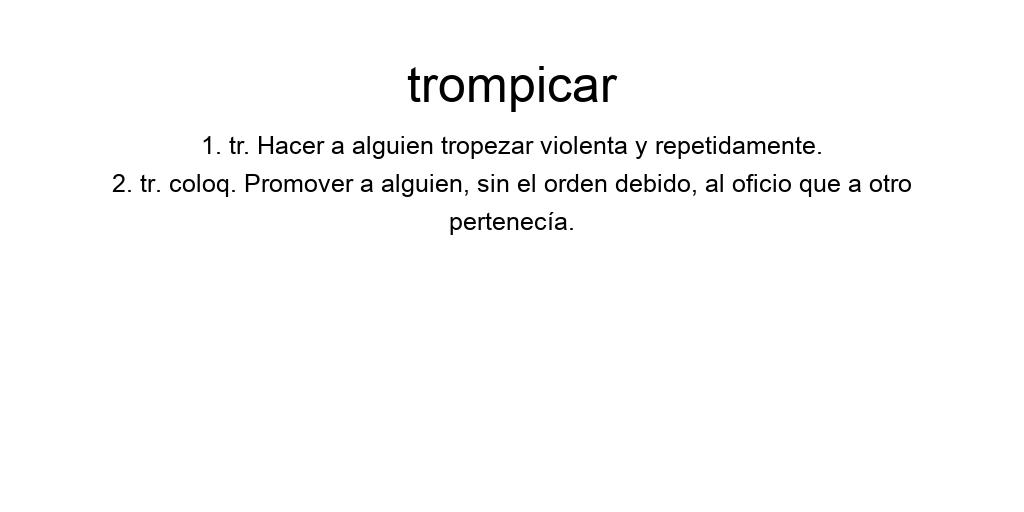 trompicar
1. tr. Hacer a alguien tropezar violenta y repetidamente.
2. tr. coloq. Promover a alguien, sin el orden debido, al oficio que a otro
pertenecía.